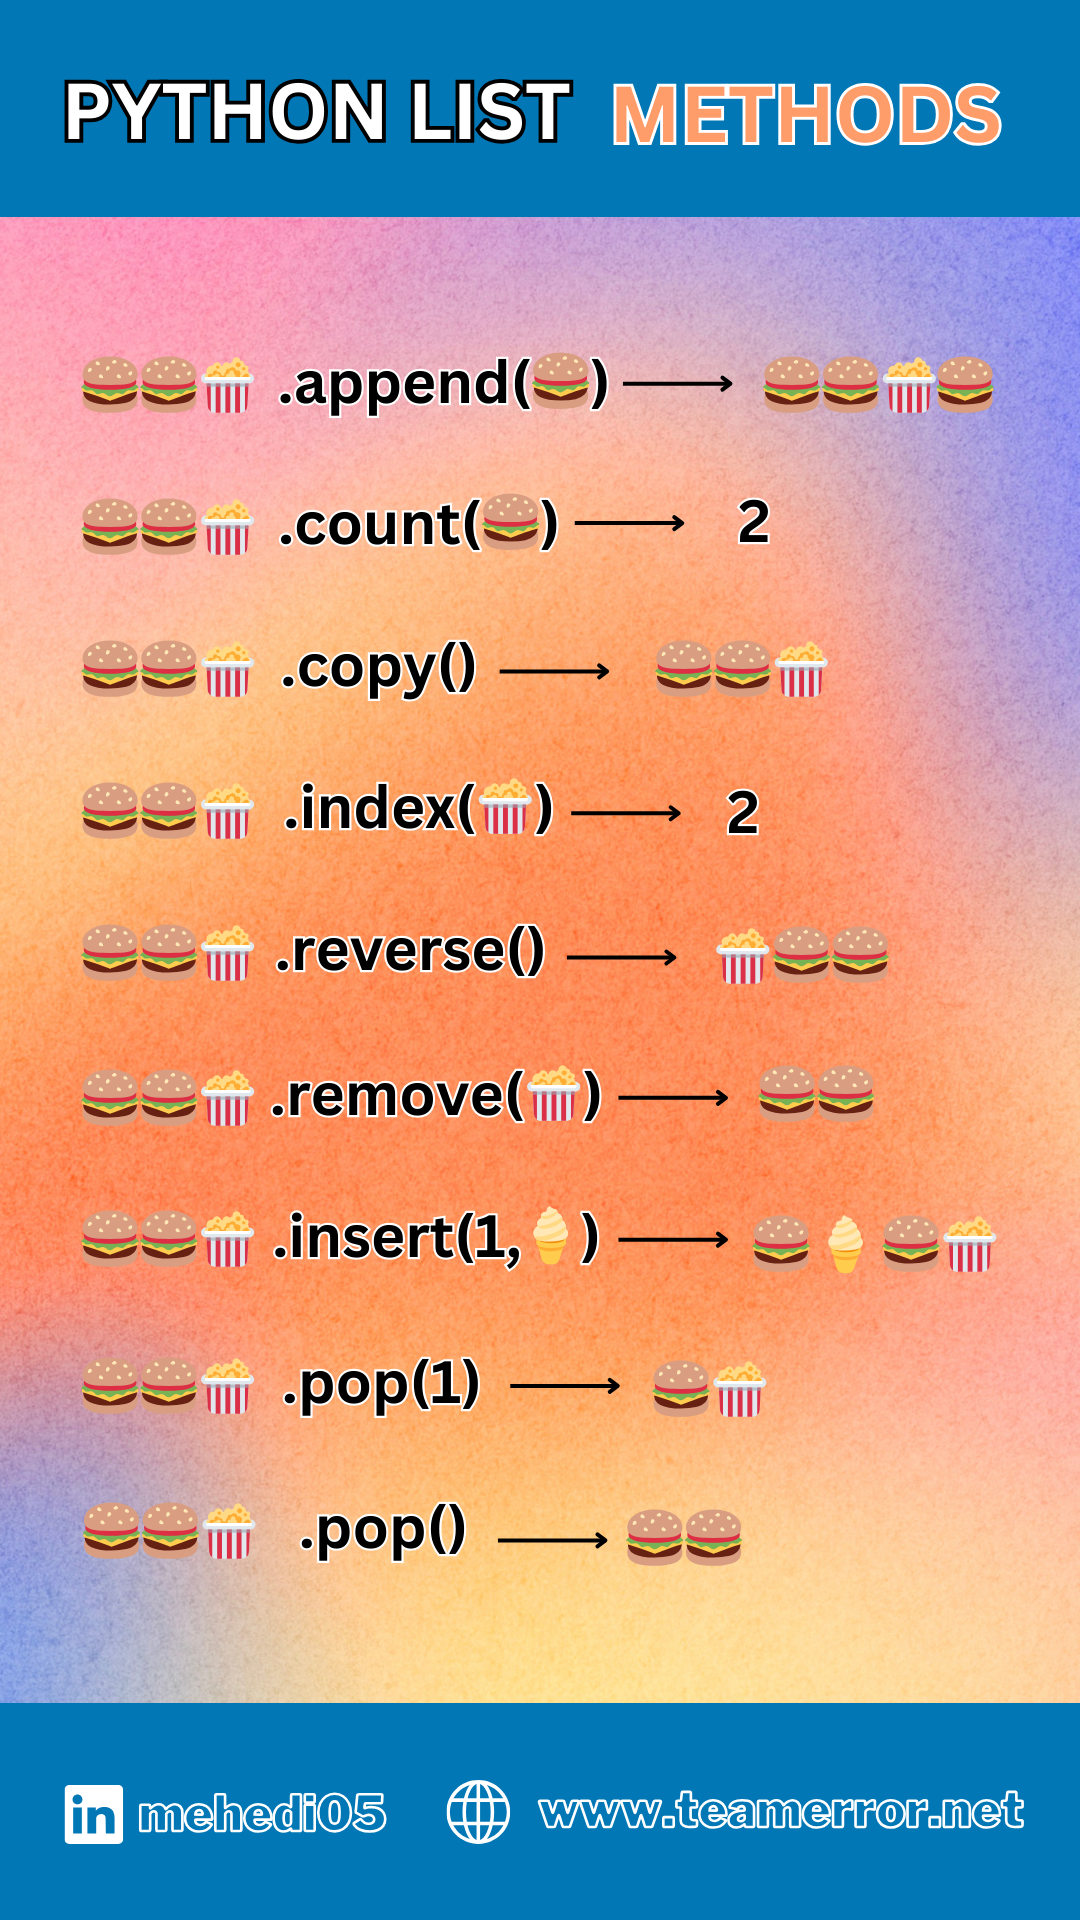 PYTHON LIST METHODS
🍔🍔🍿 .append(🍔) → 🍔🍔🍿🍔
🍔🍔🍿 .count(🍔) → 2
🍔🍔🍿 .copy() → 🍔🍔🍿
🍔🍔🍿 .index(🍿) → 2
🍔🍔🍿 .reverse() → 🍿🍔🍔
🍔🍔🍿 .remove(🍿) → 🍔🍔
🍔🍔🍿 .insert(1,🍦) → 🍔🍦🍔🍿
🍔🍔🍿 .pop(1) → 🍔🍿
🍔🍔🍿 .pop() → 🍔🍔
in mehedi05 www.teamerror.net